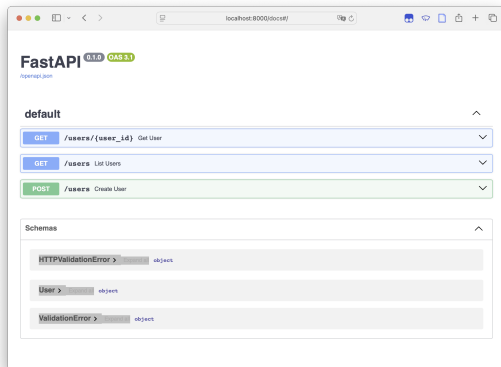 localhost:8000/docs#/
FastAPI 0.1.0 OAS 3.1
/openapi.json
default
GET /users/{user_id} Get User
GET /users List Users
POST /users Create User
Schemas
HTTPValidationError > object
User > object
ValidationError > object